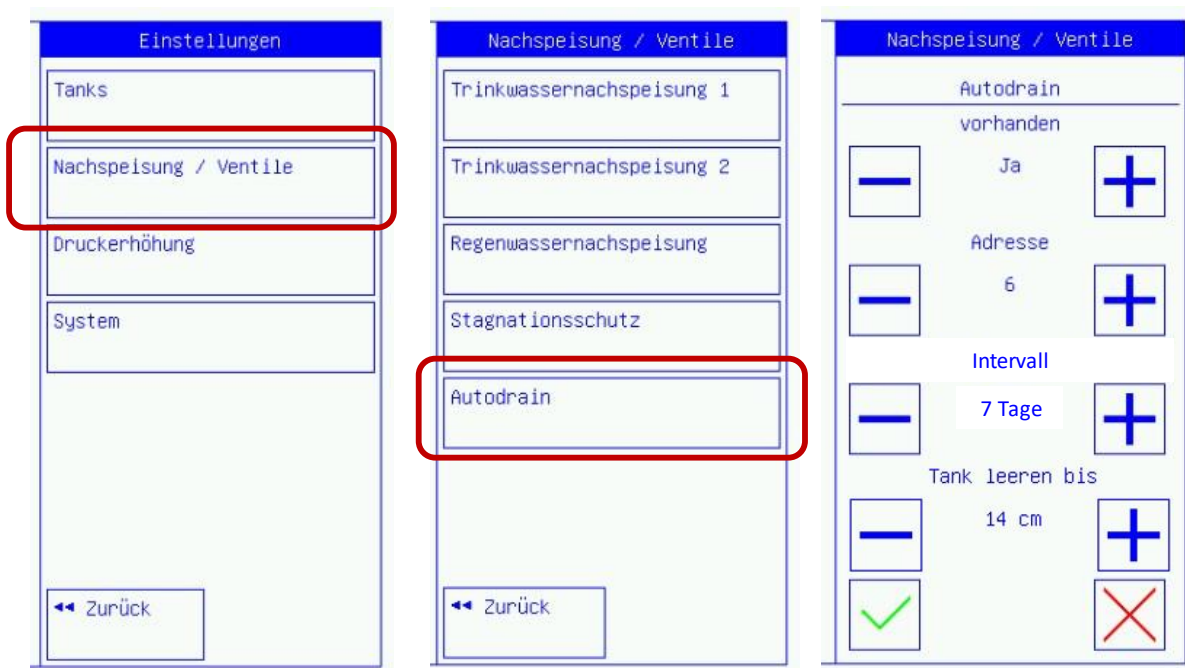 Einstellungen
Tanks
Nachspeisung / Ventile
Druckerhöhung
System
◄◄ Zurück
Nachspeisung / Ventile
Trinkwassernachspeisung 1
Trinkwassernachspeisung 2
Regenwassernachspeisung
Stagnationsschutz
Autodrain
◄◄ Zurück
Nachspeisung / Ventile
Autodrain
vorhanden
Ja
Adresse
6
Intervall
7 Tage
Tank leeren bis
14 cm